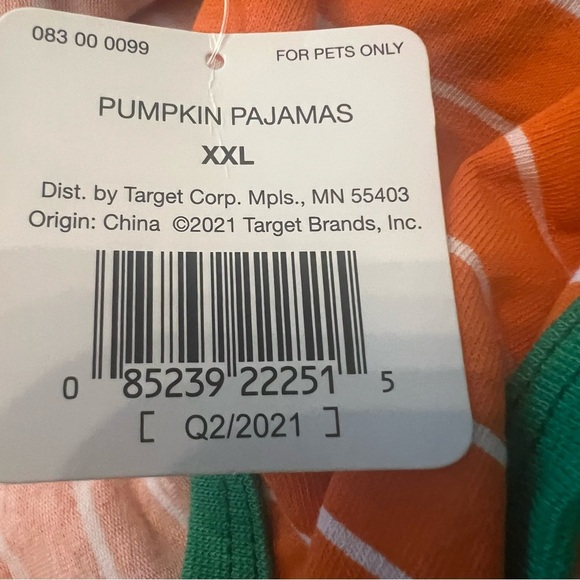 083 00 0099
FOR PETS ONLY
PUMPKIN PAJAMAS
XXL
Dist. by Target Corp. Mpls., MN 55403
Origin: China ©2021 Target Brands, Inc.
0 85239 22251 5
[ Q2/2021 ]